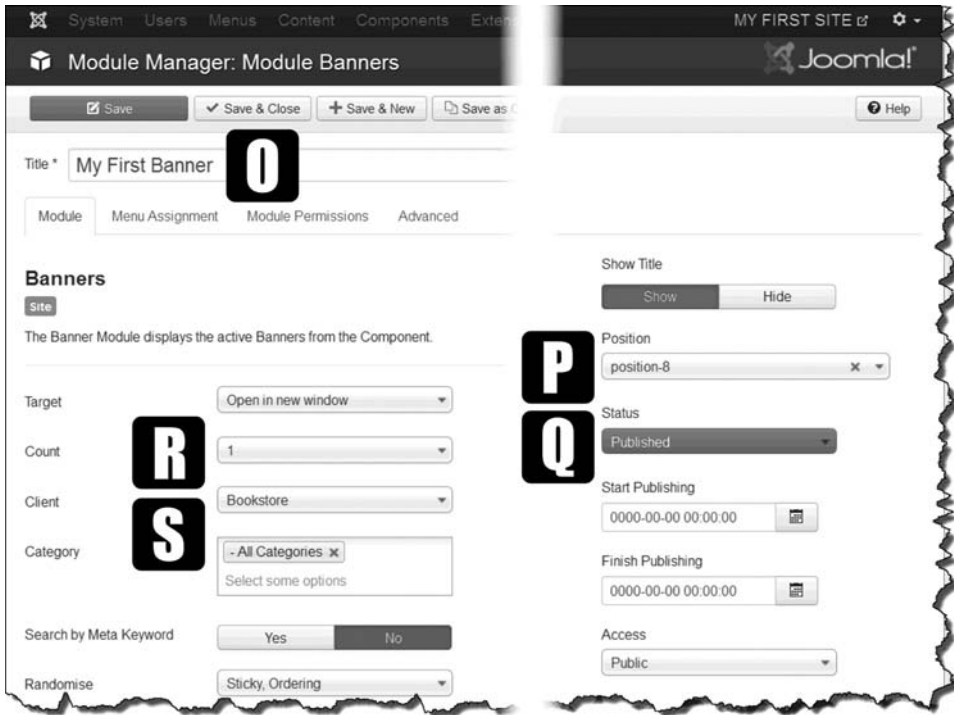 System Users Menus Content Components
MY FIRST SITE
Module Manager: Module Banners
Joomla!
Save
Save & Close
Save & New
Save as
Help
Title *
My First Banner
O
Module
Menu Assignment
Module Permissions
Advanced
Banners
Site
The Banner Module displays the active Banners from the Component.
Target
Open in new window
R
Count
1
S
Client
Bookstore
Category
- All Categories
Select some options
Search by Meta Keyword
Yes
No
Randomise
Sticky, Ordering
Show Title
Show
Hide
P
Position
position-8
Q
Status
Published
Start Publishing
0000-00-00 00:00:00
Finish Publishing
0000-00-00 00:00:00
Access
Public